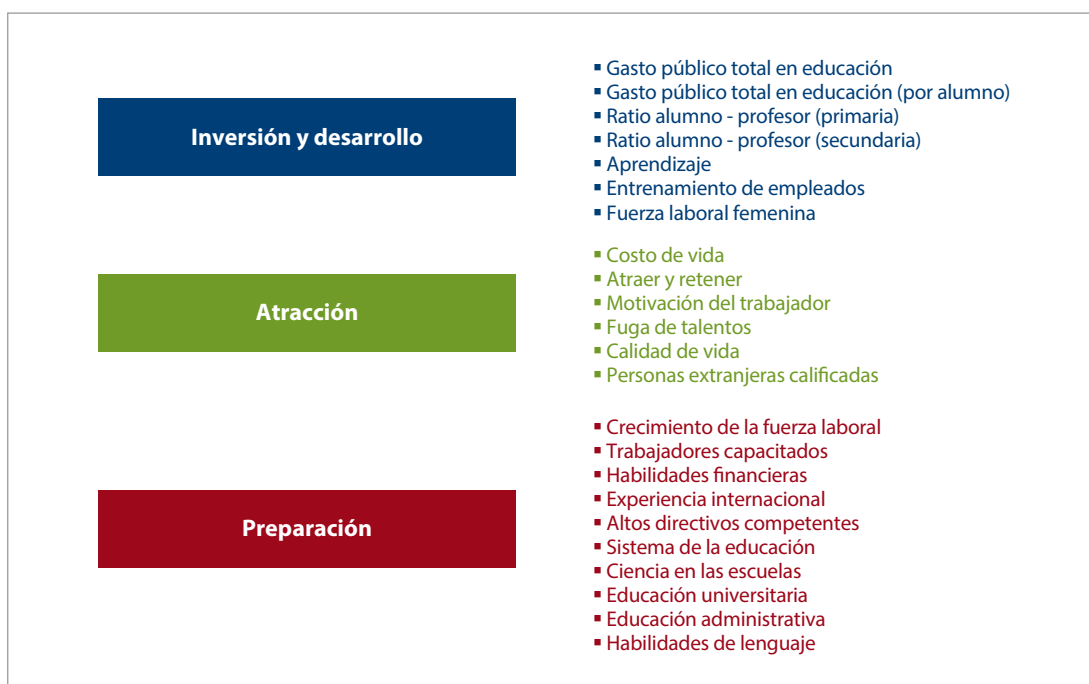 Inversión y desarrollo
▪ Gasto público total en educación
▪ Gasto público total en educación (por alumno)
▪ Ratio alumno - profesor (primaria)
▪ Ratio alumno - profesor (secundaria)
▪ Aprendizaje
▪ Entrenamiento de empleados
▪ Fuerza laboral femenina
Atracción
▪ Costo de vida
▪ Atraer y retener
▪ Motivación del trabajador
▪ Fuga de talentos
▪ Calidad de vida
▪ Personas extranjeras calificadas
Preparación
▪ Crecimiento de la fuerza laboral
▪ Trabajadores capacitados
▪ Habilidades financieras
▪ Experiencia internacional
▪ Altos directivos competentes
▪ Sistema de la educación
▪ Ciencia en las escuelas
▪ Educación universitaria
▪ Educación administrativa
▪ Habilidades de lenguaje